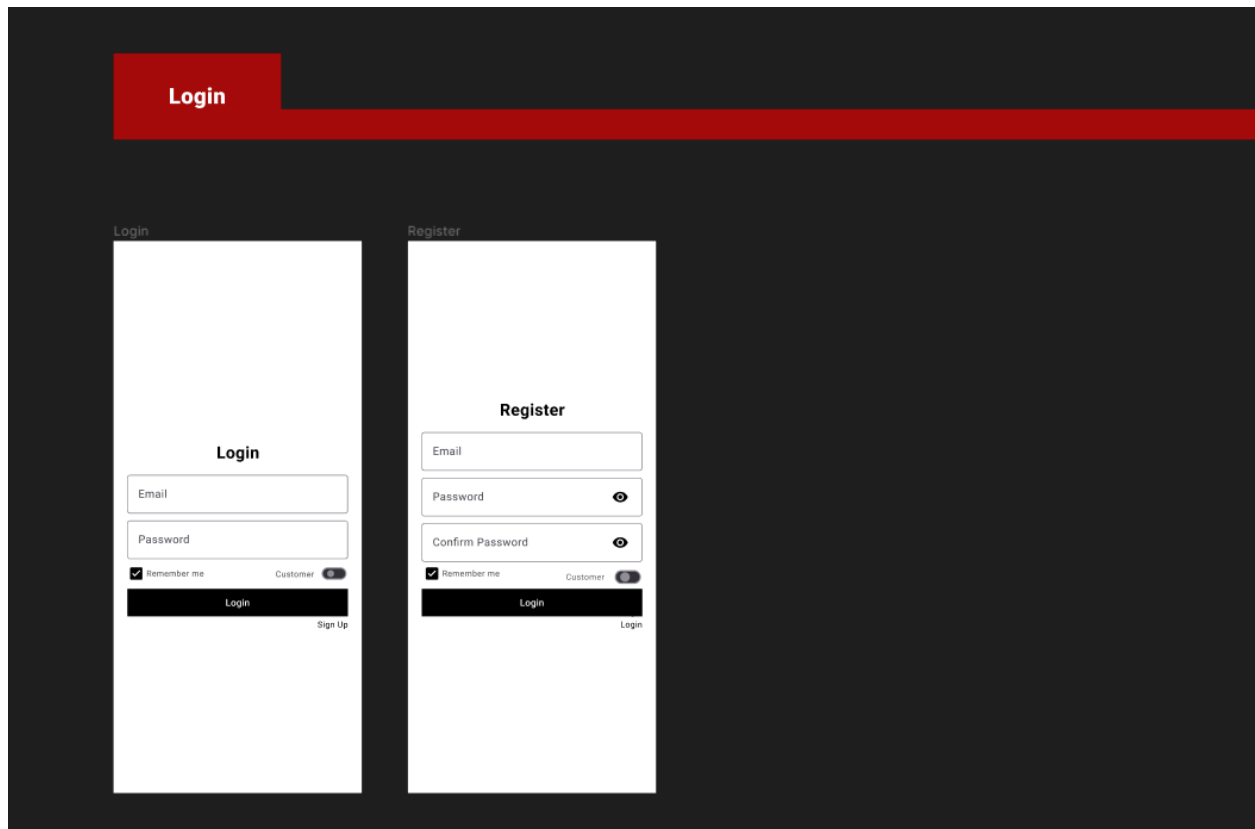 Login
Login
Login
Email
Password
Remember me
Customer
Login
Sign Up
Register
Register
Email
Password
Confirm Password
Remember me
Customer
Login
Login